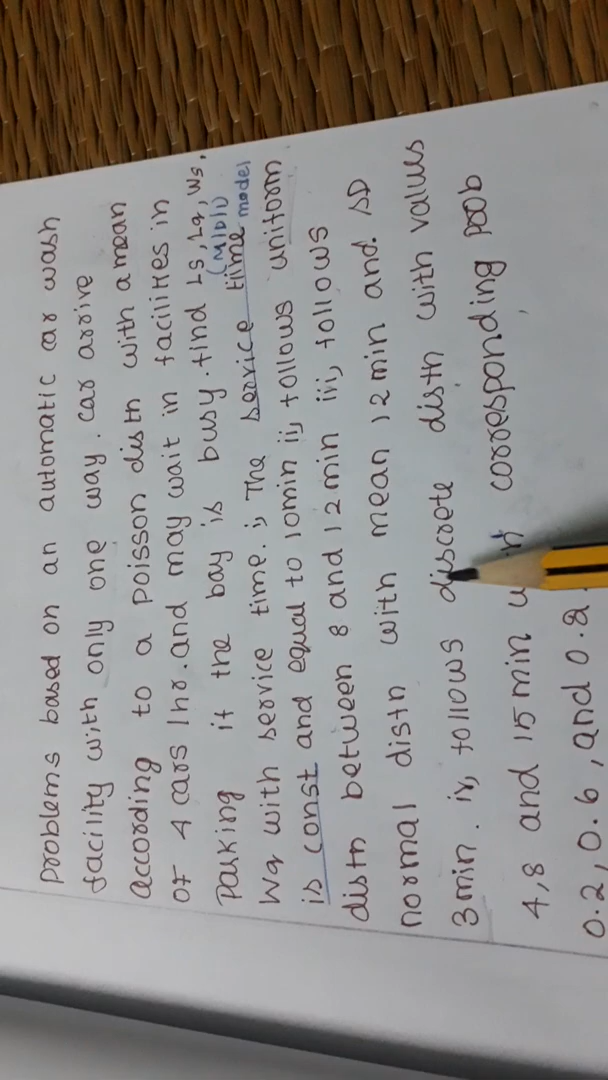 problems based on an automatic car wash
facility with only one way. car arrive
according to a poisson distn with a mean
of 4 cars /hr. and may wait in facilities in
parking if the bay is busy. find Ls, Lq, Ws,
(M/D/1)
Wq with service time. i, The service time model
is const and equal to 10min ii, follows uniform
distn between 8 and 12 min iii, follows
normal distn with mean 12 min and SD
3 min. iv, follows discrete distn with values
4,8 and 15 min corresponding prob
0.2, 0.6, and 0.2